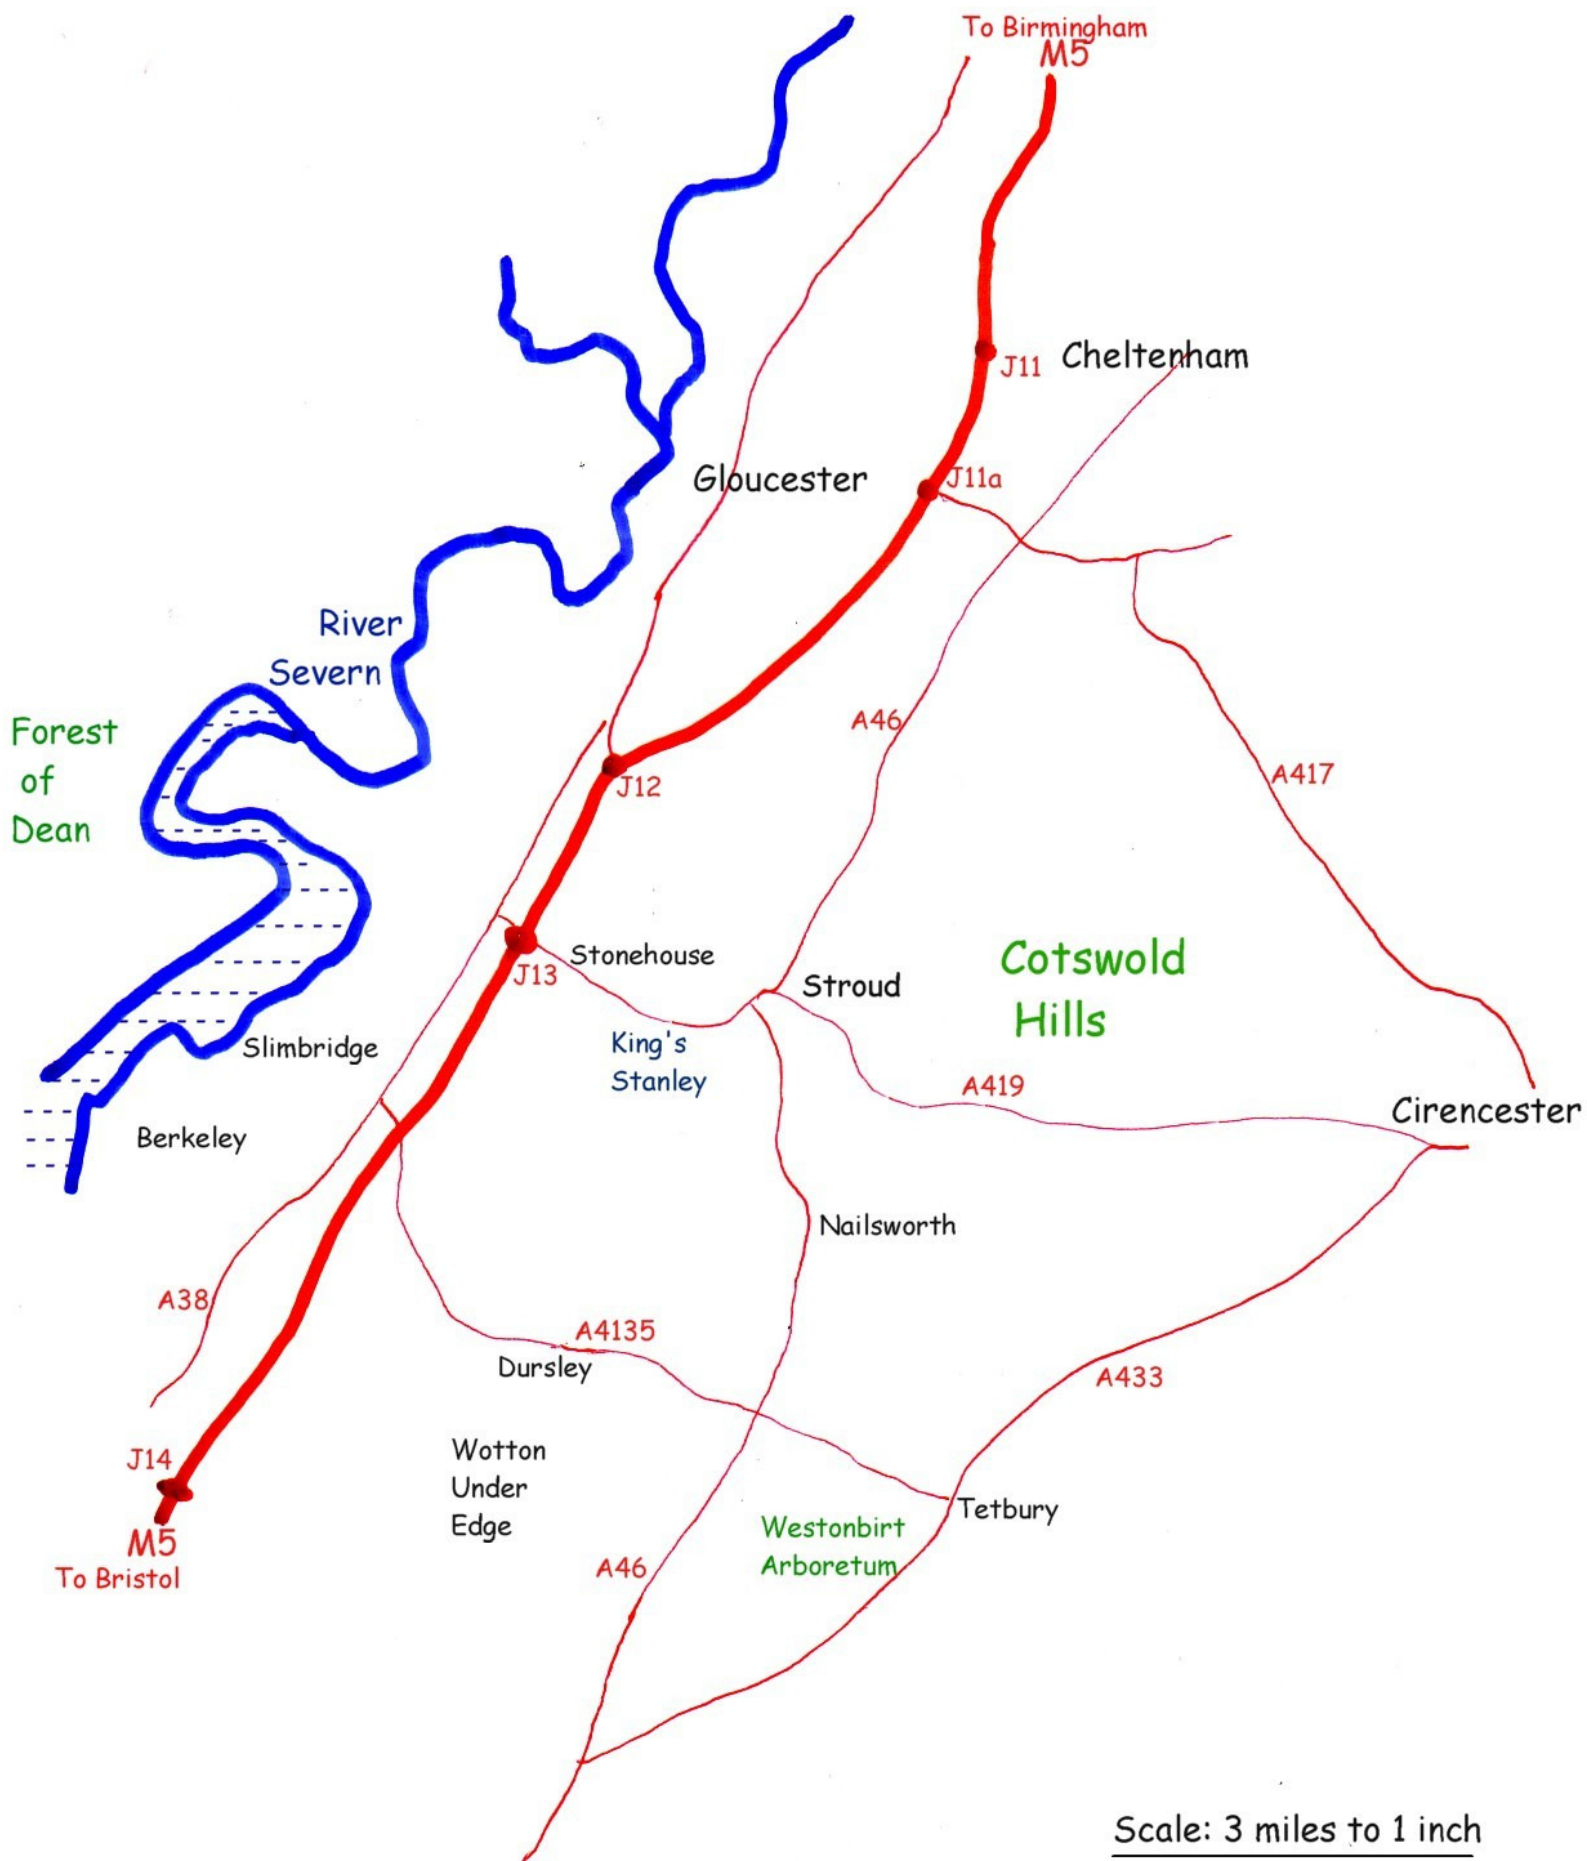 To Birmingham
M5
J11
Cheltenham
J11a
Gloucester
River
Severn
Forest
of
Dean
A46
A417
J12
Stonehouse
J13
Stroud
Cotswold
Hills
King's
Stanley
Slimbridge
A419
Cirencester
Berkeley
Nailsworth
A38
A4135
Dursley
A433
J14
Wotton
Under
Edge
Tetbury
Westonbirt
Arboretum
M5
To Bristol
A46
Scale: 3 miles to 1 inch